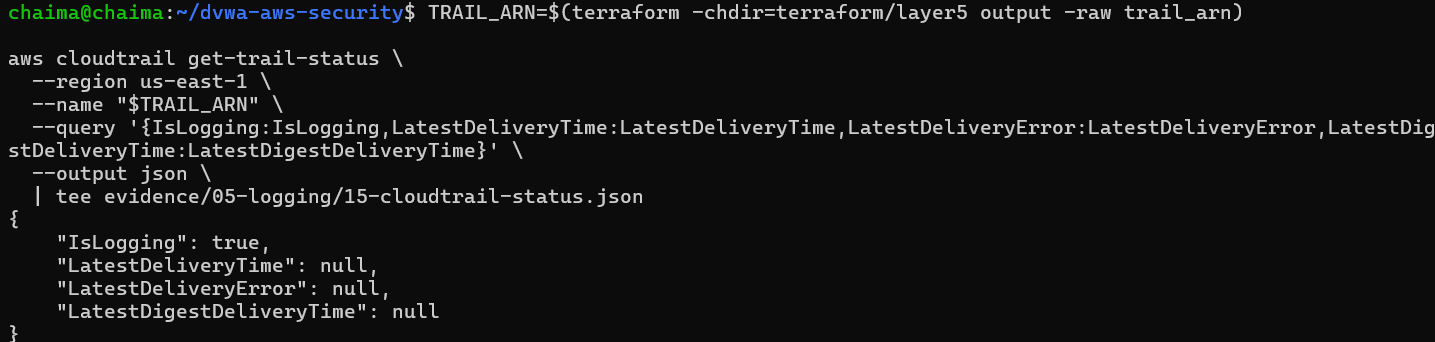 chaima@chaima:~/dvwa-aws-security$ TRAIL_ARN=$(terraform -chdir=terraform/layer5 output -raw trail_arn)
aws cloudtrail get-trail-status \
  --region us-east-1 \
  --name "$TRAIL_ARN" \
  --query '{IsLogging:IsLogging,LatestDeliveryTime:LatestDeliveryTime,LatestDeliveryError:LatestDeliveryError,LatestDig
stDeliveryTime:LatestDigestDeliveryTime}' \
  --output json \
  | tee evidence/05-logging/15-cloudtrail-status.json
{
    "IsLogging": true,
    "LatestDeliveryTime": null,
    "LatestDeliveryError": null,
    "LatestDigestDeliveryTime": null
}